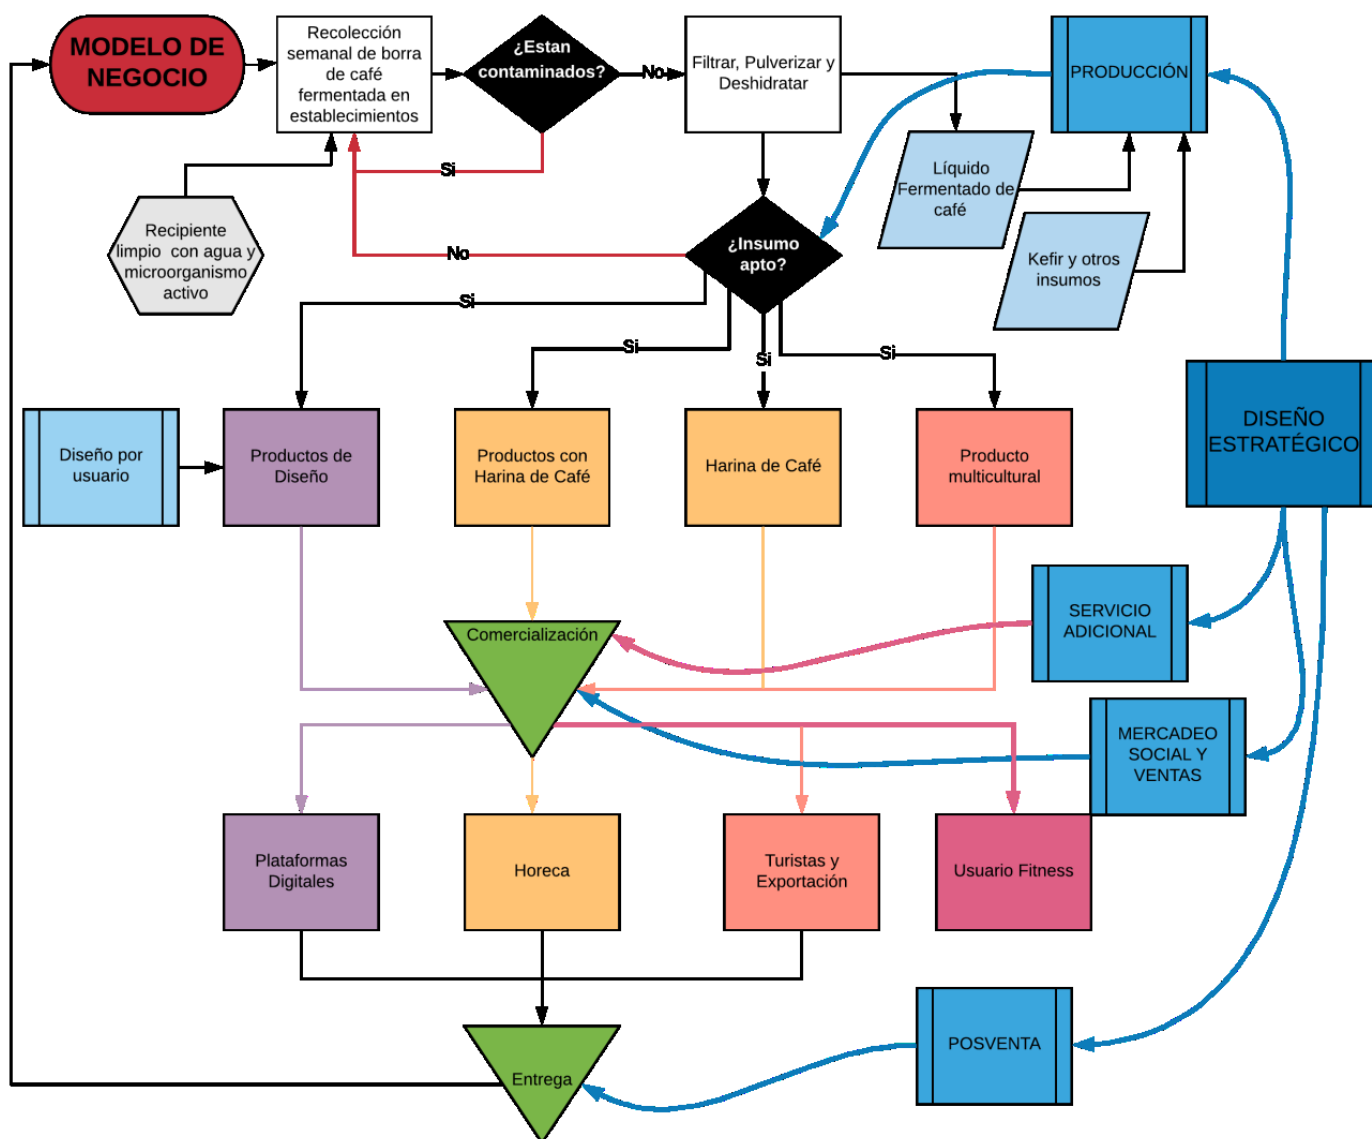 MODELO DE
NEGOCIO
Recolección
semanal de borra
de café
fermentada en
establecimientos
¿Estan
contaminados?
No
Filtrar, Pulverizar y
Deshidratar
PRODUCCIÓN
Si
Líquido
Fermentado de
café
Recipiente
limpio con agua y
microorganismo
activo
No
¿Insumo
apto?
Kefir y otros
insumos
Si
Si
Si
Si
Diseño por
usuario
Productos de
Diseño
Productos con
Harina de Café
Harina de Café
Producto
multicultural
DISEÑO
ESTRATÉGICO
Comercialización
SERVICIO
ADICIONAL
MERCADEO
SOCIAL Y
VENTAS
Plataformas
Digitales
Horeca
Turistas y
Exportación
Usuario Fitness
POSVENTA
Entrega